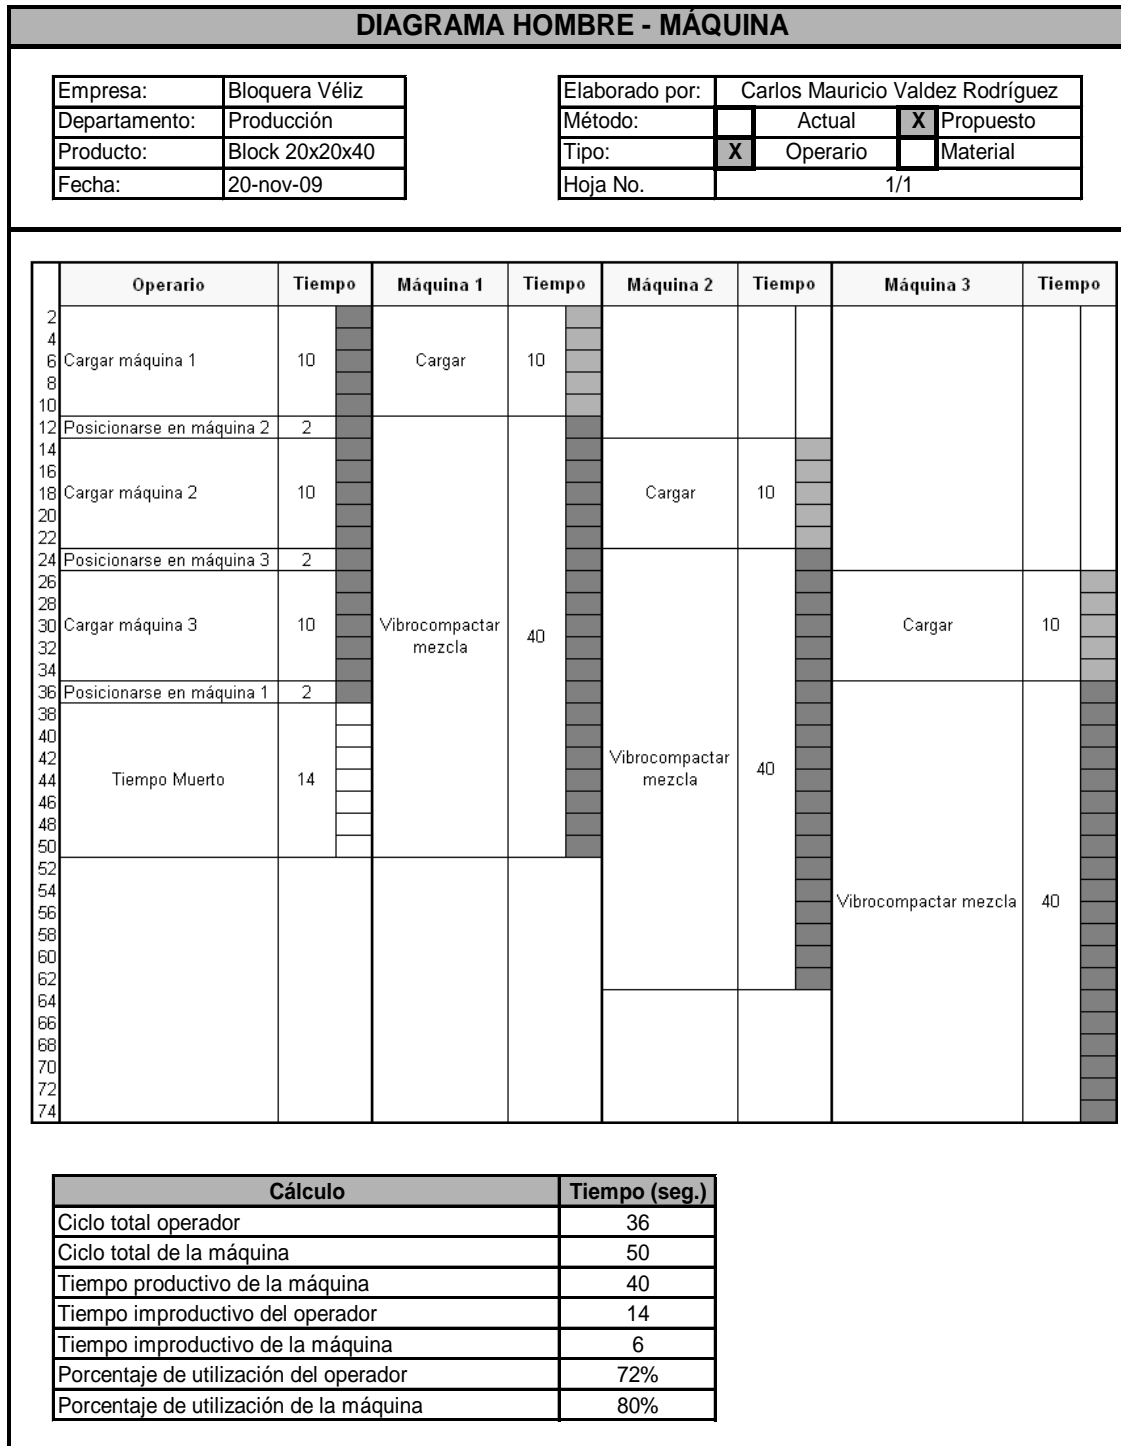 DIAGRAMA HOMBRE - MÁQUINA
Empresa: Bloquera Véliz
Departamento: Producción
Producto: Block 20x20x40
Fecha: 20-nov-09
Elaborado por: Carlos Mauricio Valdez Rodríguez
Método: Actual X Propuesto
Tipo: X Operario Material
Hoja No. 1/1
Operario Tiempo Máquina 1 Tiempo Máquina 2 Tiempo Máquina 3 Tiempo
2
4
6 Cargar máquina 1 10 Cargar 10
8
10
12 Posicionarse en máquina 2 2
14
16
18 Cargar máquina 2 10 Cargar 10
20
22
24 Posicionarse en máquina 3 2
26
28
30 Cargar máquina 3 10 Vibrocompactar mezcla 40 Cargar 10
32
34
36 Posicionarse en máquina 1 2
38
40
42
44 Tiempo Muerto 14 Vibrocompactar mezcla 40
46
48
50
52
54
56 Vibrocompactar mezcla 40
58
60
62
64
66
68
70
72
74
Cálculo Tiempo (seg.)
Ciclo total operador 36
Ciclo total de la máquina 50
Tiempo productivo de la máquina 40
Tiempo improductivo del operador 14
Tiempo improductivo de la máquina 6
Porcentaje de utilización del operador 72%
Porcentaje de utilización de la máquina 80%